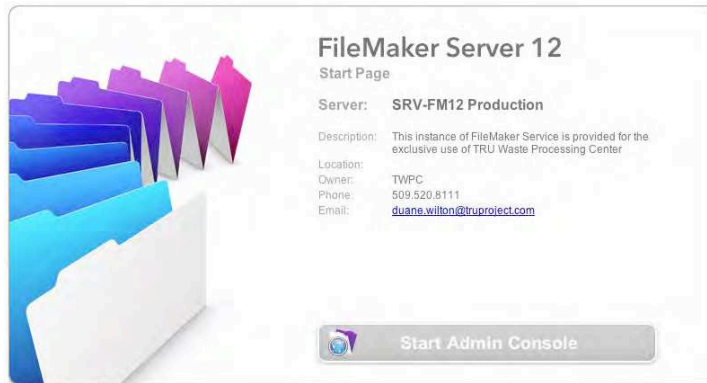 FileMaker Server 12
Start Page
Server: SRV-FM12 Production
Description: This instance of FileMaker Service is provided for the
exclusive use of TRU Waste Processing Center
Location:
Owner: TWPC
Phone: 509.520.8111
Email: duane.wilton@truproject.com
Start Admin Console